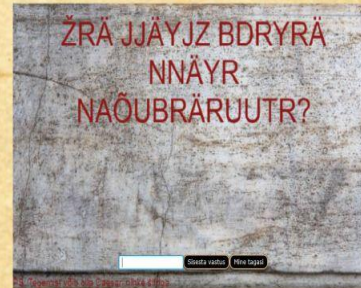 ŽRÄ JJÄYJZ BDRYRÄ
NNÄYR
NAÕUBRÄRUUTR?
Sisesta vastus
Mine tagasi